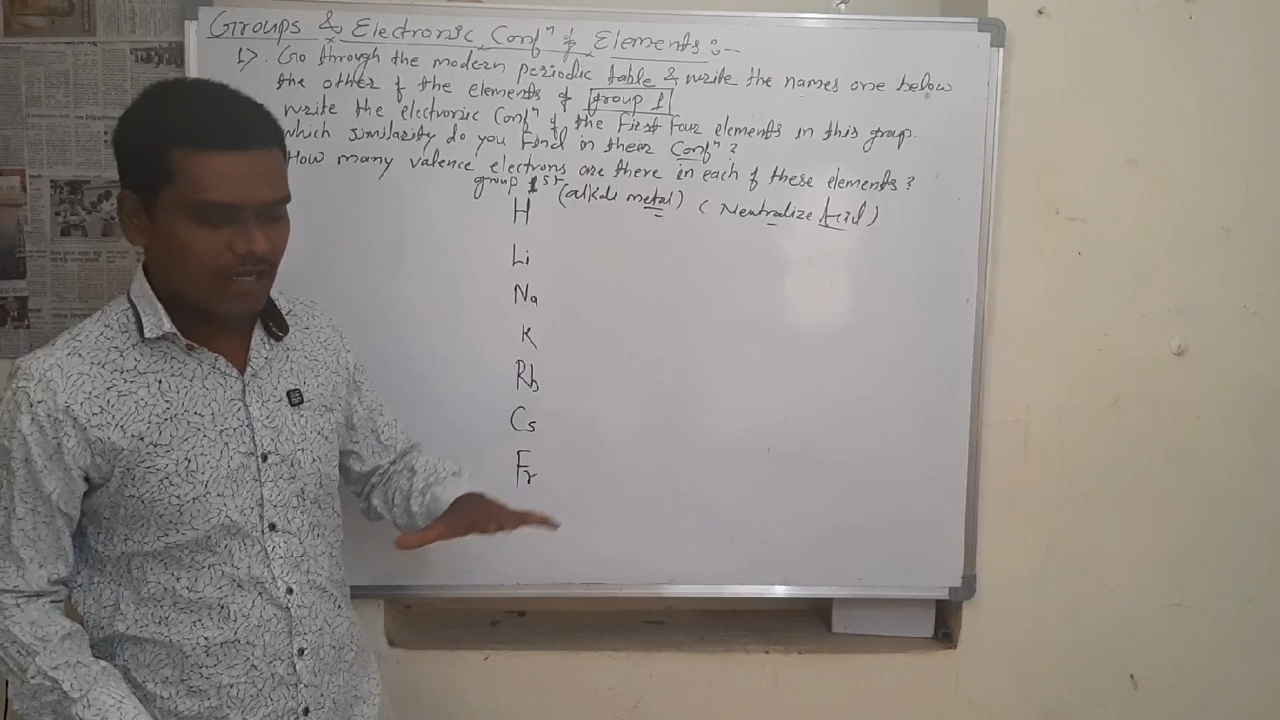 Groups & Electronic Confⁿ of Elements :-
1). Go through the modern periodic table & write the names one below
the other of the elements of group 1
write the electronic Confⁿ of the first four elements in this group.
which similarity do you find in their Confⁿ ?
How many valence electrons are there in each of these elements ?
group 1st (alkali metal) (Neutralize Acid)
H
Li
Na
K
Rb
Cs
Fr